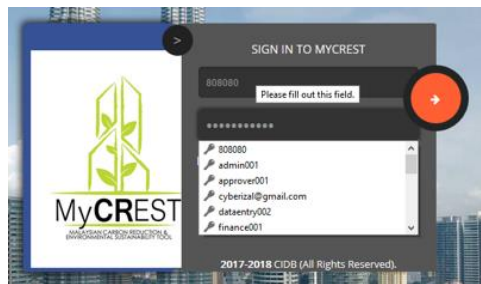 >
SIGN IN TO MYCREST
808080
Please fill out this field.
808080
admin001
approver001
cyberizal@gmail.com
dataentry002
finance001
MyCREST
MALAYSIAN CARBON REDUCTION &
ENVIRONMENTAL SUSTAINABILITY TOOL
2017-2018 CIDB (All Rights Reserved).